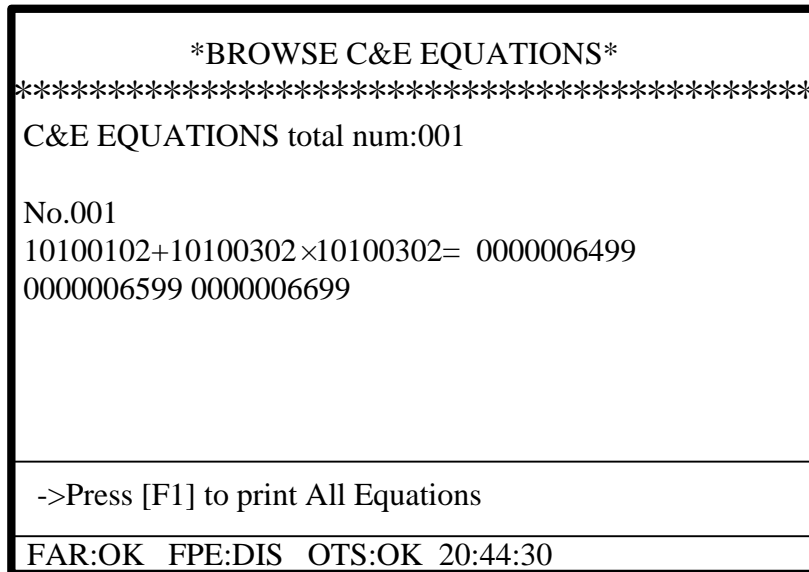 *BROWSE C&E EQUATIONS*
*******************************************
C&E EQUATIONS total num:001
No.001
10100102+10100302×10100302= 0000006499
0000006599 0000006699
->Press [F1] to print All Equations
FAR:OK FPE:DIS OTS:OK 20:44:30